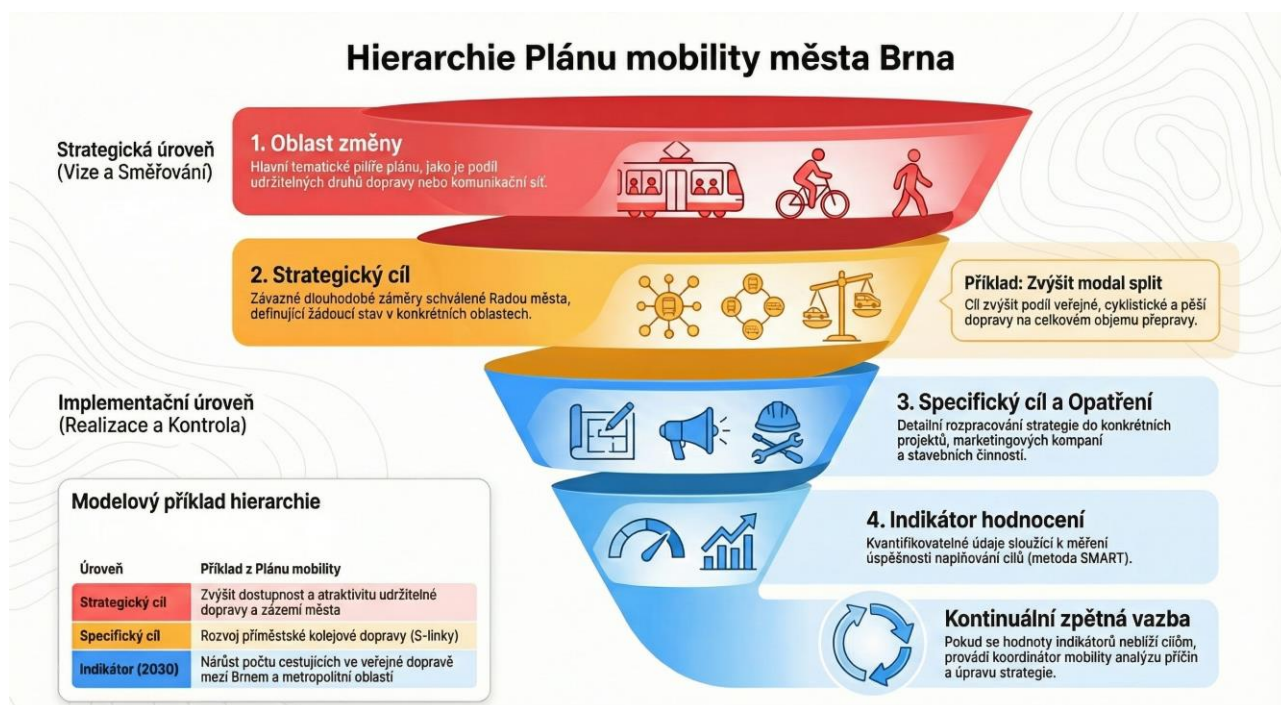 Hierarchie Plánu mobility města Brna
Strategická úroveň
(Vize a Směřování)
1. Oblast změny
Hlavní tematické pilíře plánu, jako je podíl
udržitelných druhů dopravy nebo komunikační síť.
2. Strategický cíl
Závazné dlouhodobé záměry schválené Radou města,
definující žádoucí stav v konkrétních oblastech.
Příklad: Zvýšit modal split
Cíl zvýšit podíl veřejné, cyklistické a pěší
dopravy na celkovém objemu přepravy.
Implementační úroveň
(Realizace a Kontrola)
3. Specifický cíl a Opatření
Detailní rozpracování strategie do konkrétních
projektů, marketingových kompaní
a stavebních činností.
4. Indikátor hodnocení
Kvantifikovatelné údaje sloužící k měření
úspěšnosti naplňování cílů (metoda SMART).
Kontinuální zpětná vazba
Pokud se hodnoty indikátorů neblíží ciíům,
provádí koordinátor mobility analýzu příčin
a úpravu strategie.
Modelový příklad hierarchie
Úroveň Příklad z Plánu mobility
Strategický cíl Zvýšit dostupnost a atraktivitu udržitelné
dopravy a zázemí města
Specifický cíl Rozvoj příměstské kolejové dopravy (S-linky)
Indikátor (2030) Nárůst počtu cestujících ve veřejné dopravě
mezi Brnem a metropolitní oblastí